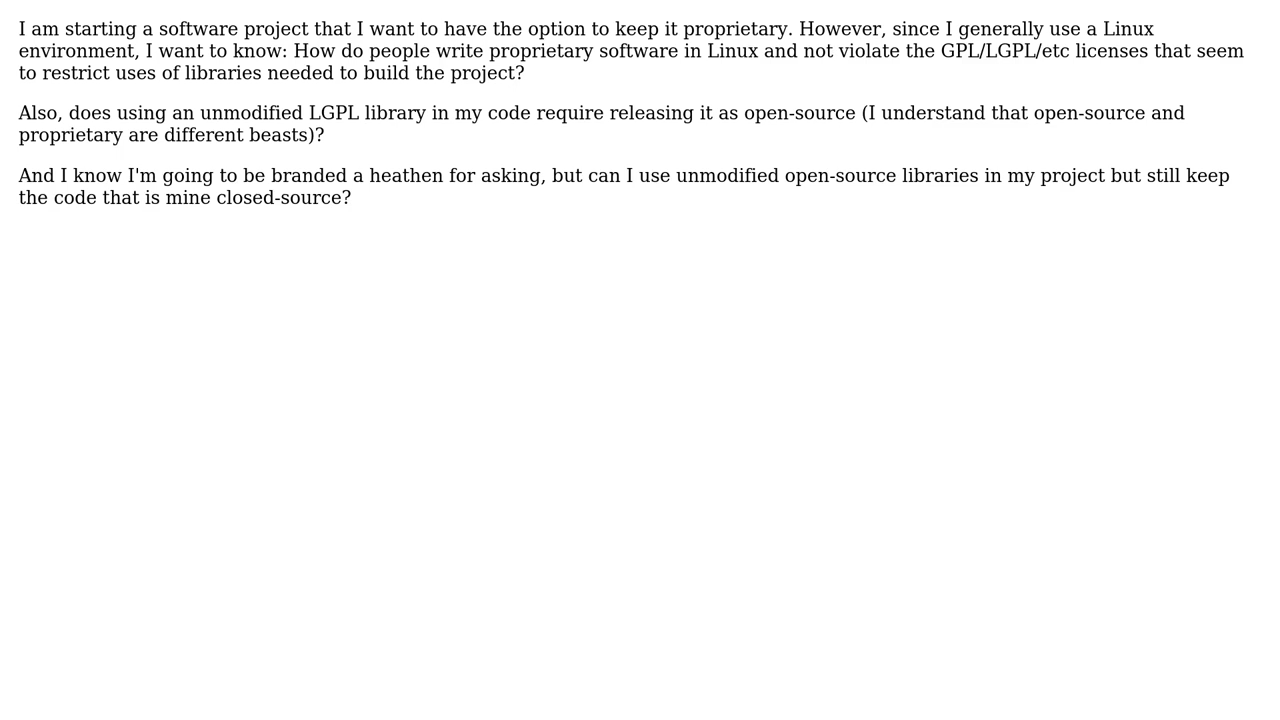 I am starting a software project that I want to have the option to keep it proprietary. However, since I generally use a Linux
environment, I want to know: How do people write proprietary software in Linux and not violate the GPL/LGPL/etc licenses that seem
to restrict uses of libraries needed to build the project?
Also, does using an unmodified LGPL library in my code require releasing it as open-source (I understand that open-source and
proprietary are different beasts)?
And I know I'm going to be branded a heathen for asking, but can I use unmodified open-source libraries in my project but still keep
the code that is mine closed-source?